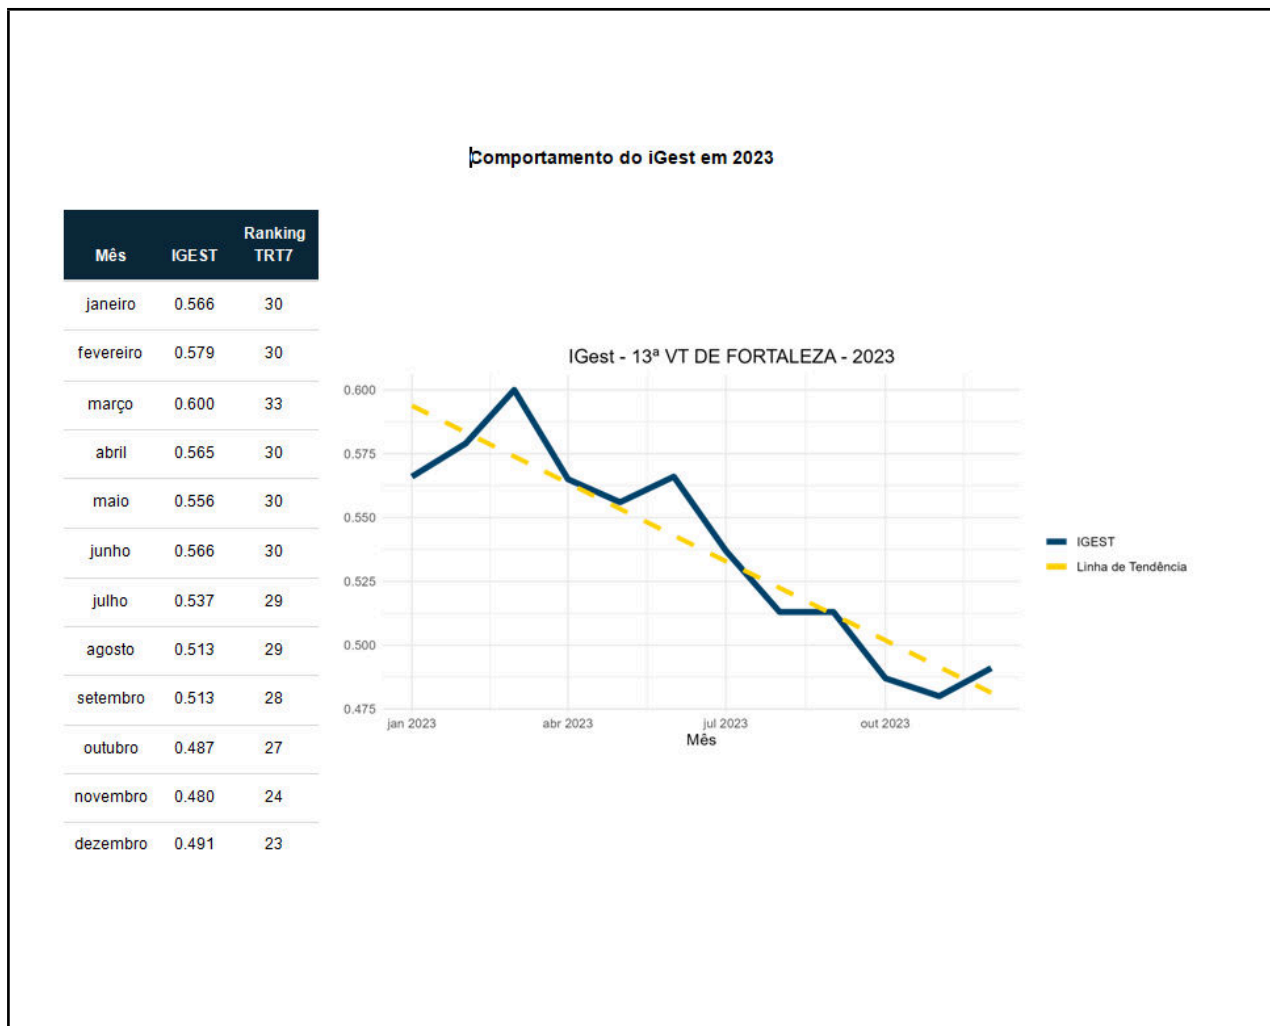 Comportamento do iGest em 2023
Mês IGEST Ranking TRT7
janeiro 0.566 30
fevereiro 0.579 30
março 0.600 33
abril 0.565 30
maio 0.556 30
junho 0.566 30
julho 0.537 29
agosto 0.513 29
setembro 0.513 28
outubro 0.487 27
novembro 0.480 24
dezembro 0.491 23
IGest - 13ª VT DE FORTALEZA - 2023
0.600
0.575
0.550
0.525
0.500
0.475
jan 2023 abr 2023 jul 2023 out 2023
Mês
IGEST
Linha de Tendência